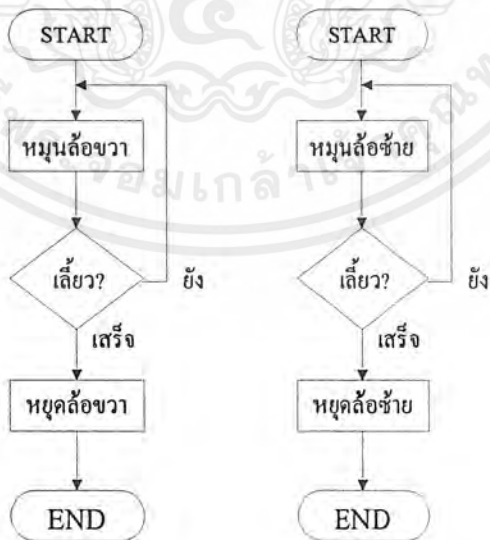 START
หมุนล้อขวา
เลี้ยว?
ยัง
เสร็จ
หยุดล้อขวา
END
START
หมุนล้อซ้าย
เลี้ยว?
ยัง
เสร็จ
หยุดล้อซ้าย
END